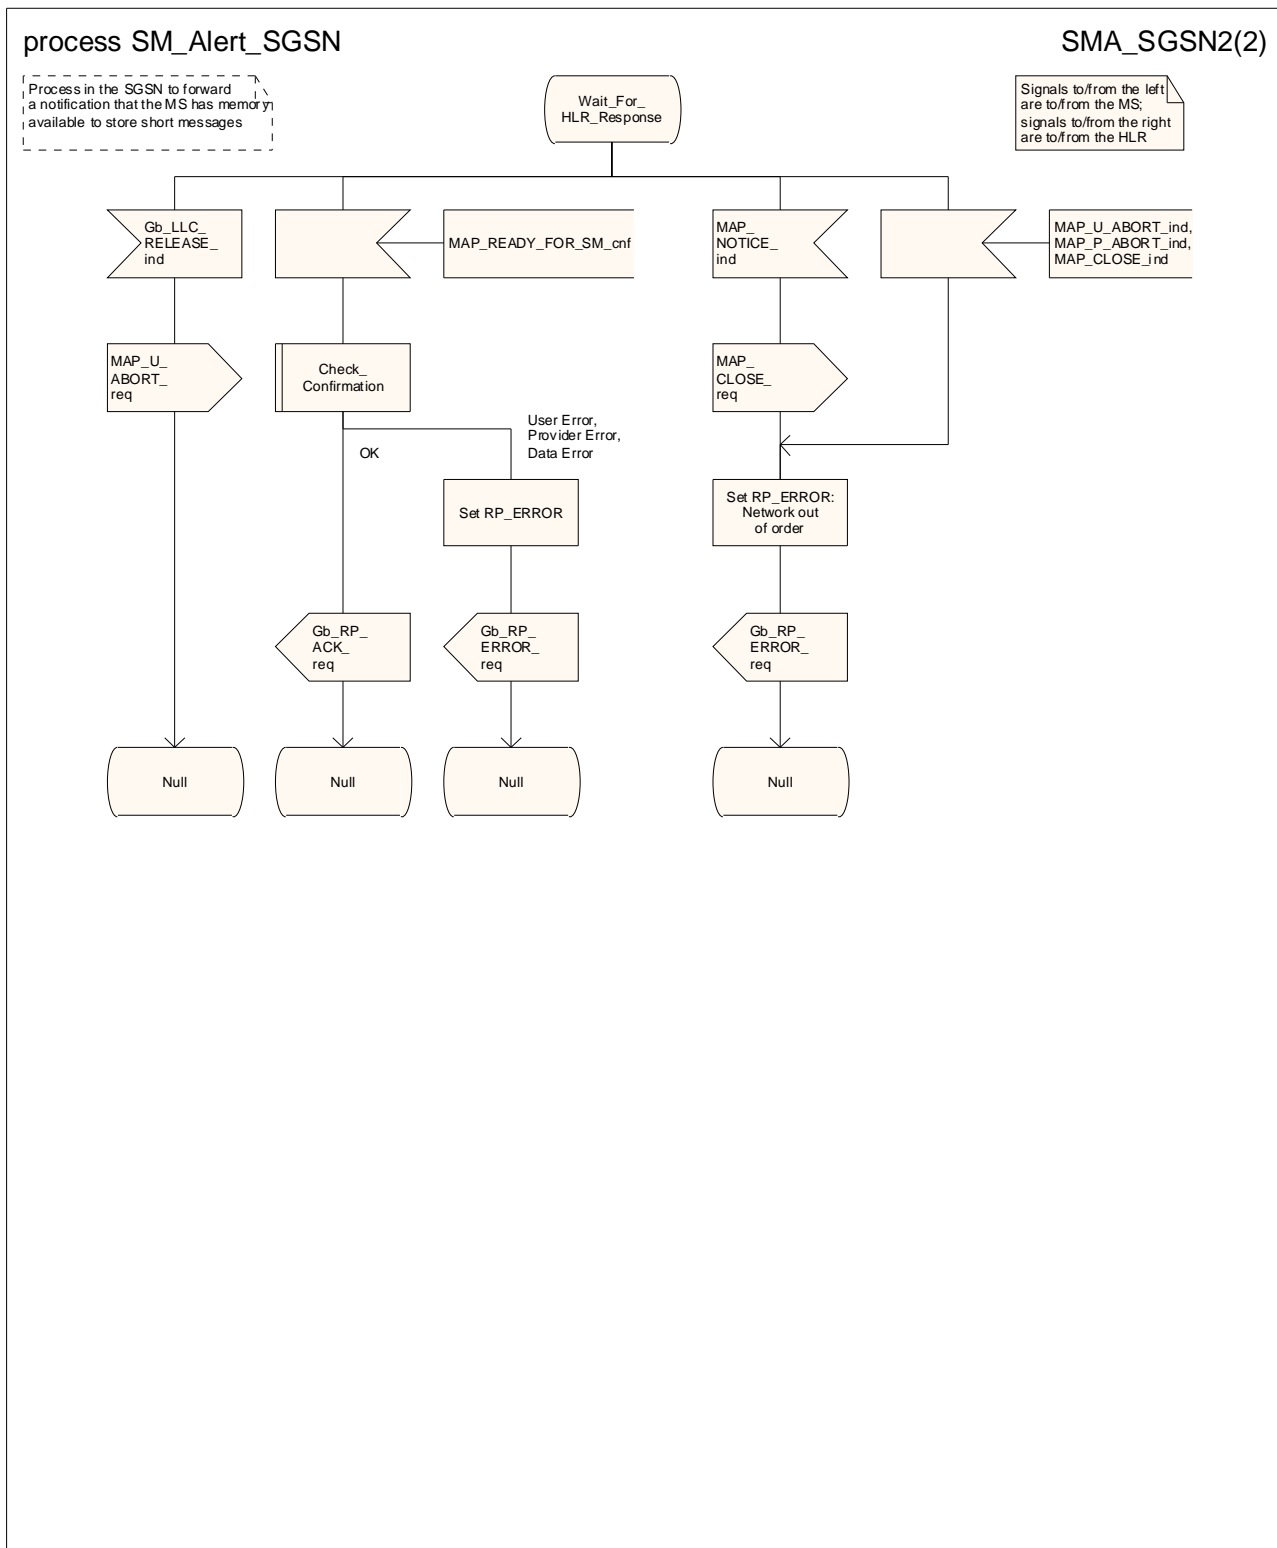 process SM_Alert_SGSN
SMA_SGSN2(2)
Process in the SGSN to forward
a notification that the MS has memory
available to store short messages
Wait_For_
HLR_Response
Signals to/from the left
are to/from the MS;
signals to/from the right
are to/from the HLR
Gb_LLC_
RELEASE_
ind
MAP_READY_FOR_SM_cnf
MAP_
NOTICE_
ind
MAP_U_ABORT_ind,
MAP_P_ABORT_ind,
MAP_CLOSE_ind
MAP_U_
ABORT_
req
Check_
Confirmation
MAP_
CLOSE_
req
OK
User Error,
Provider Error,
Data Error
Set RP_ERROR
Set RP_ERROR:
Network out
of order
Gb_RP_
ACK_
req
Gb_RP_
ERROR_
req
Gb_RP_
ERROR_
req
Null
Null
Null
Null